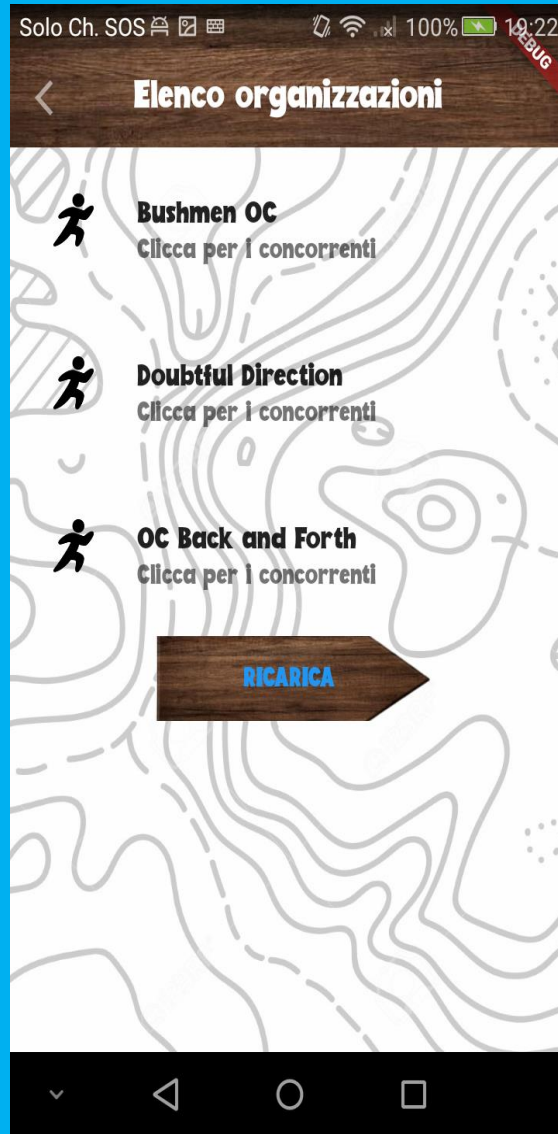 Solo Ch. SOS 100% 19:22
DEBUG
Elenco organizzazioni
Bushmen OC
Clicca per i concorrenti
Doubtful Direction
Clicca per i concorrenti
OC Back and Forth
Clicca per i concorrenti
RICARICA